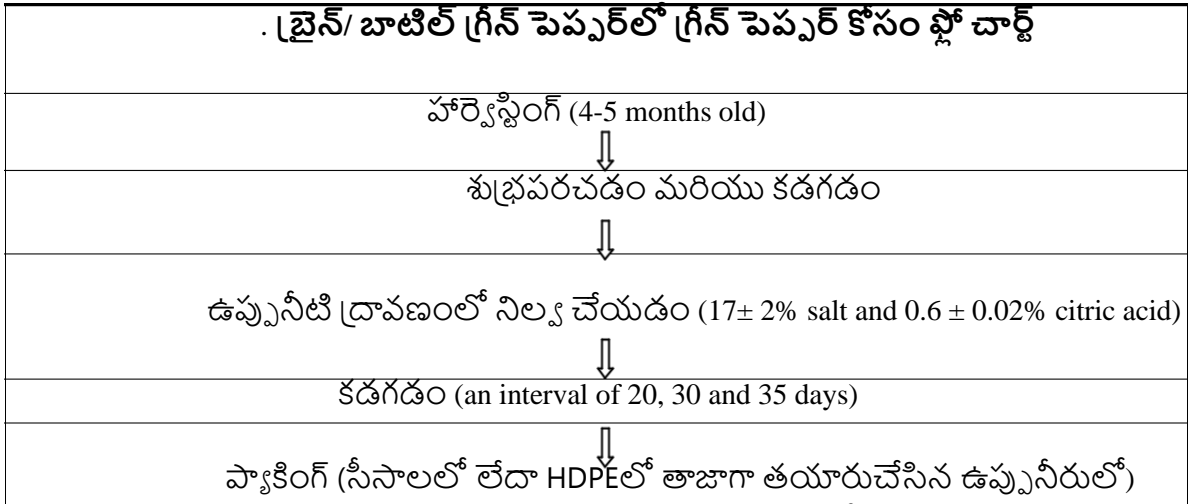 . బ్రైన్/ బాటిల్ గ్రీన్ పెప్పర్‌లో గ్రీన్ పెప్పర్ కోసం ఫ్లో చార్ట్
హార్వెస్టింగ్ (4-5 months old)
శుభ్రపరచడం మరియు కడగడం
ఉప్పునీటి ద్రావణంలో నిల్వ చేయడం (17± 2% salt and 0.6 ± 0.02% citric acid)
కడగడం (an interval of 20, 30 and 35 days)
ప్యాకింగ్ (సీసాలలో లేదా HDPEలో తాజాగా తయారుచేసిన ఉప్పునీరులో)